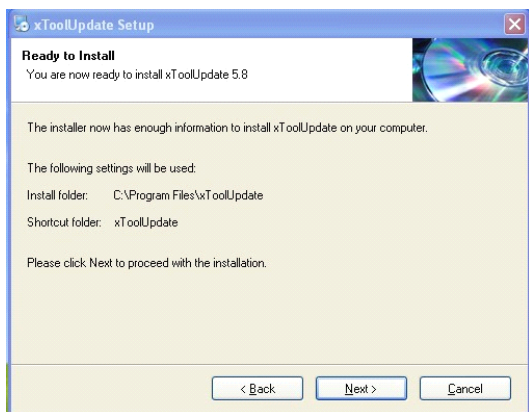 xToolUpdate Setup
Ready to Install
You are now ready to install xToolUpdate 5.8
The installer now has enough information to install xToolUpdate on your computer.
The following settings will be used:
Install folder: C:\Program Files\xToolUpdate
Shortcut folder: xToolUpdate
Please click Next to proceed with the installation.
< Back Next > Cancel